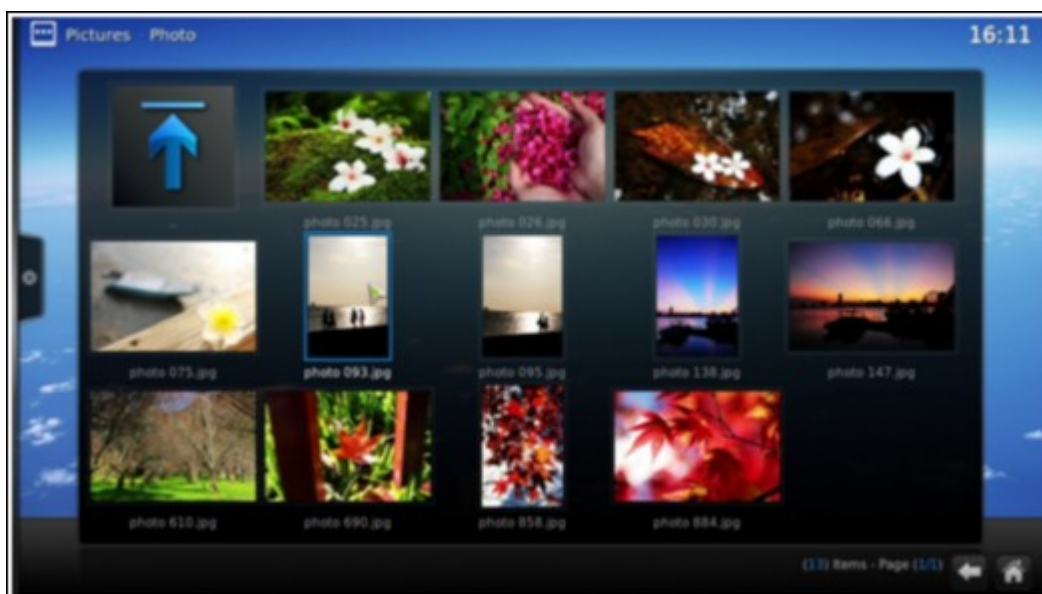 Pictures Photo
16:11
..
photo 025.jpg
photo 026.jpg
photo 030.jpg
photo 066.jpg
photo 075.jpg
photo 093.jpg
photo 095.jpg
photo 138.jpg
photo 147.jpg
photo 610.jpg
photo 690.jpg
photo 858.jpg
photo 884.jpg
(13) Items - Page (1/1)